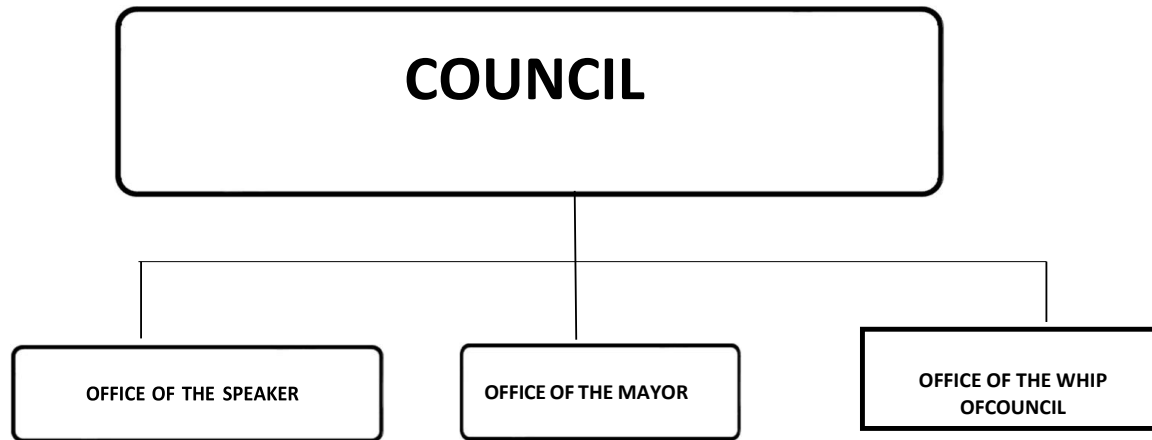 COUNCIL
OFFICE OF THE SPEAKER
OFFICE OF THE MAYOR
OFFICE OF THE WHIP
OFCOUNCIL